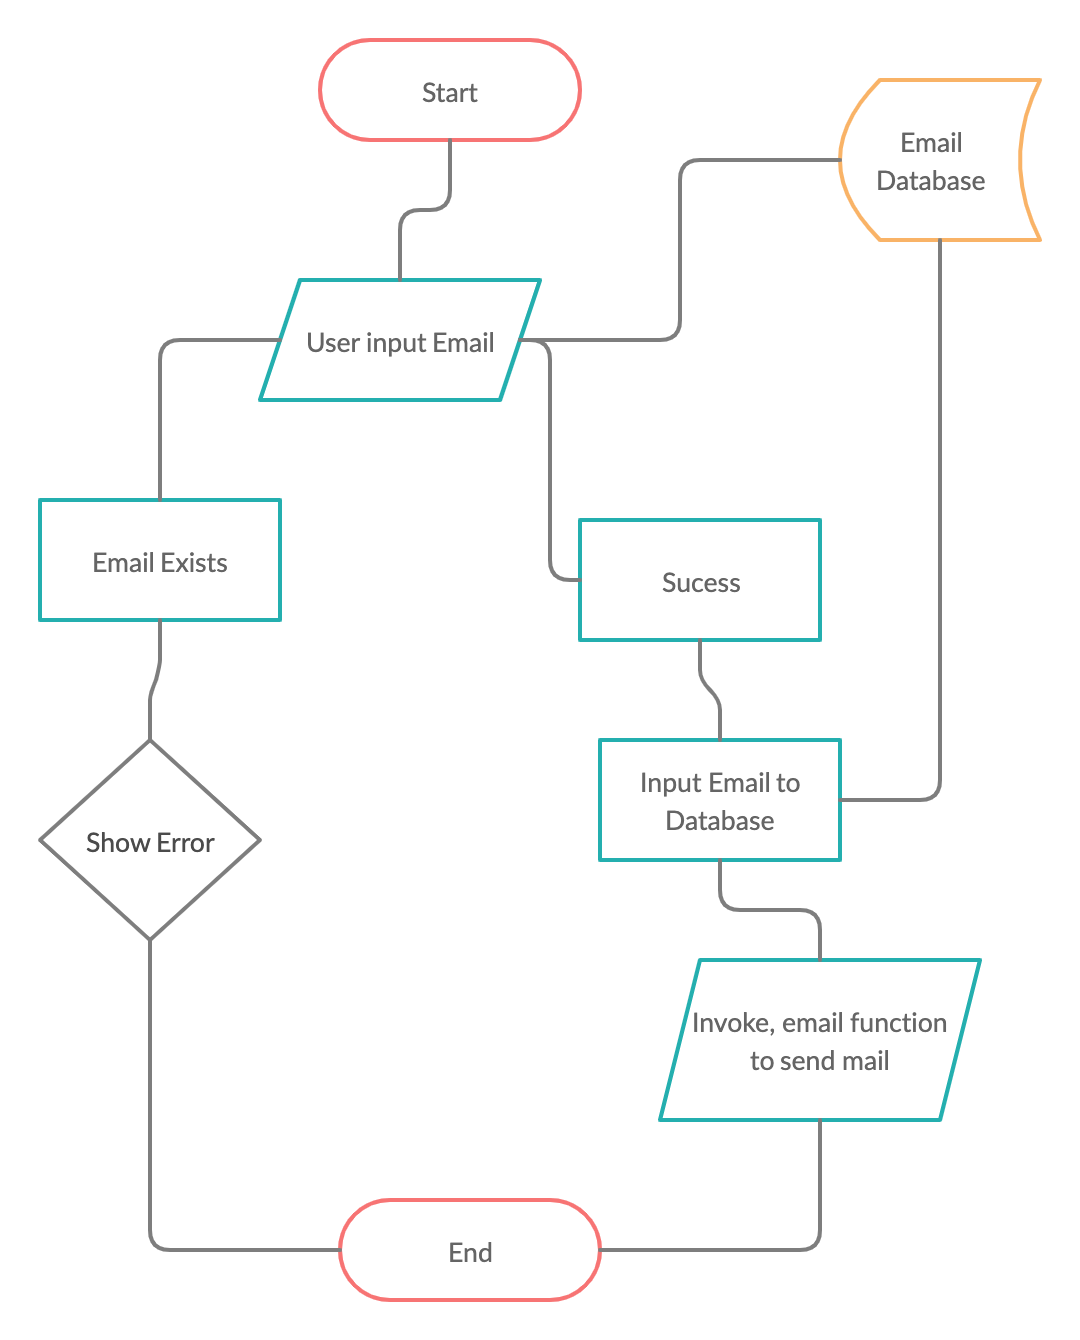 Start
Email
Database
User input Email
Email Exists
Sucess
Input Email to
Database
Show Error
Invoke, email function
to send mail
End